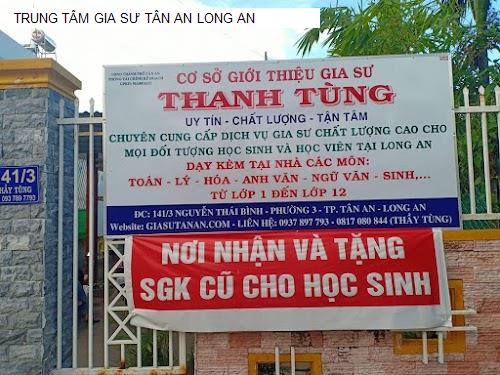 TRUNG TÂM GIA SƯ TÂN AN LONG AN
CƠ SỞ GIỚI THIỆU GIA SƯ
THANH TÙNG
UY TÍN - CHẤT LƯỢNG - TẬN TÂM
CHUYÊN CUNG CẤP DỊCH VỤ GIA SƯ CHẤT LƯỢNG CAO CHO
MỌI ĐỐI TƯỢNG HỌC SINH VÀ HỌC VIÊN TẠI LONG AN
DẠY KÈM TẠI NHÀ CÁC MÔN:
TOÁN - LÝ - HÓA - ANH VĂN - NGỮ VĂN - SINH,...
TỪ LỚP 1 ĐẾN LỚP 12
ĐC: 141/3 NGUYỄN THÁI BÌNH - PHƯỜNG 3 - TP. TÂN AN - LONG AN
Website: GIASUTANAN.COM - LIÊN HỆ: 0937 897 793 - 0817 080 844 (THẦY TÙNG)
41/3
THẦY TÙNG
093 789 7793
NƠI NHẬN VÀ TẶNG
SGK CŨ CHO HỌC SINH